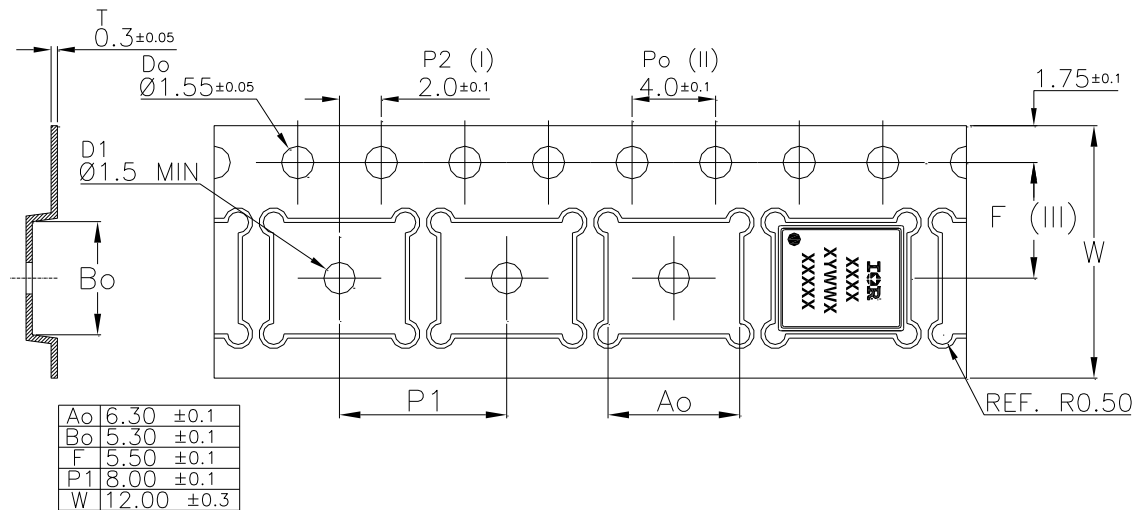 T
0.3±0.05
Do
Ø1.55±0.05
P2 (I)
2.0±0.1
Po (II)
4.0±0.1
1.75±0.1
D1
Ø1.5 MIN
F (III)
W
Bo
IOR
XXXX
XYWWX
XXXXX
P1
Ao
REF. R0.50
Ao 6.30 ±0.1
Bo 5.30 ±0.1
F 5.50 ±0.1
P1 8.00 ±0.1
W 12.00 ±0.3